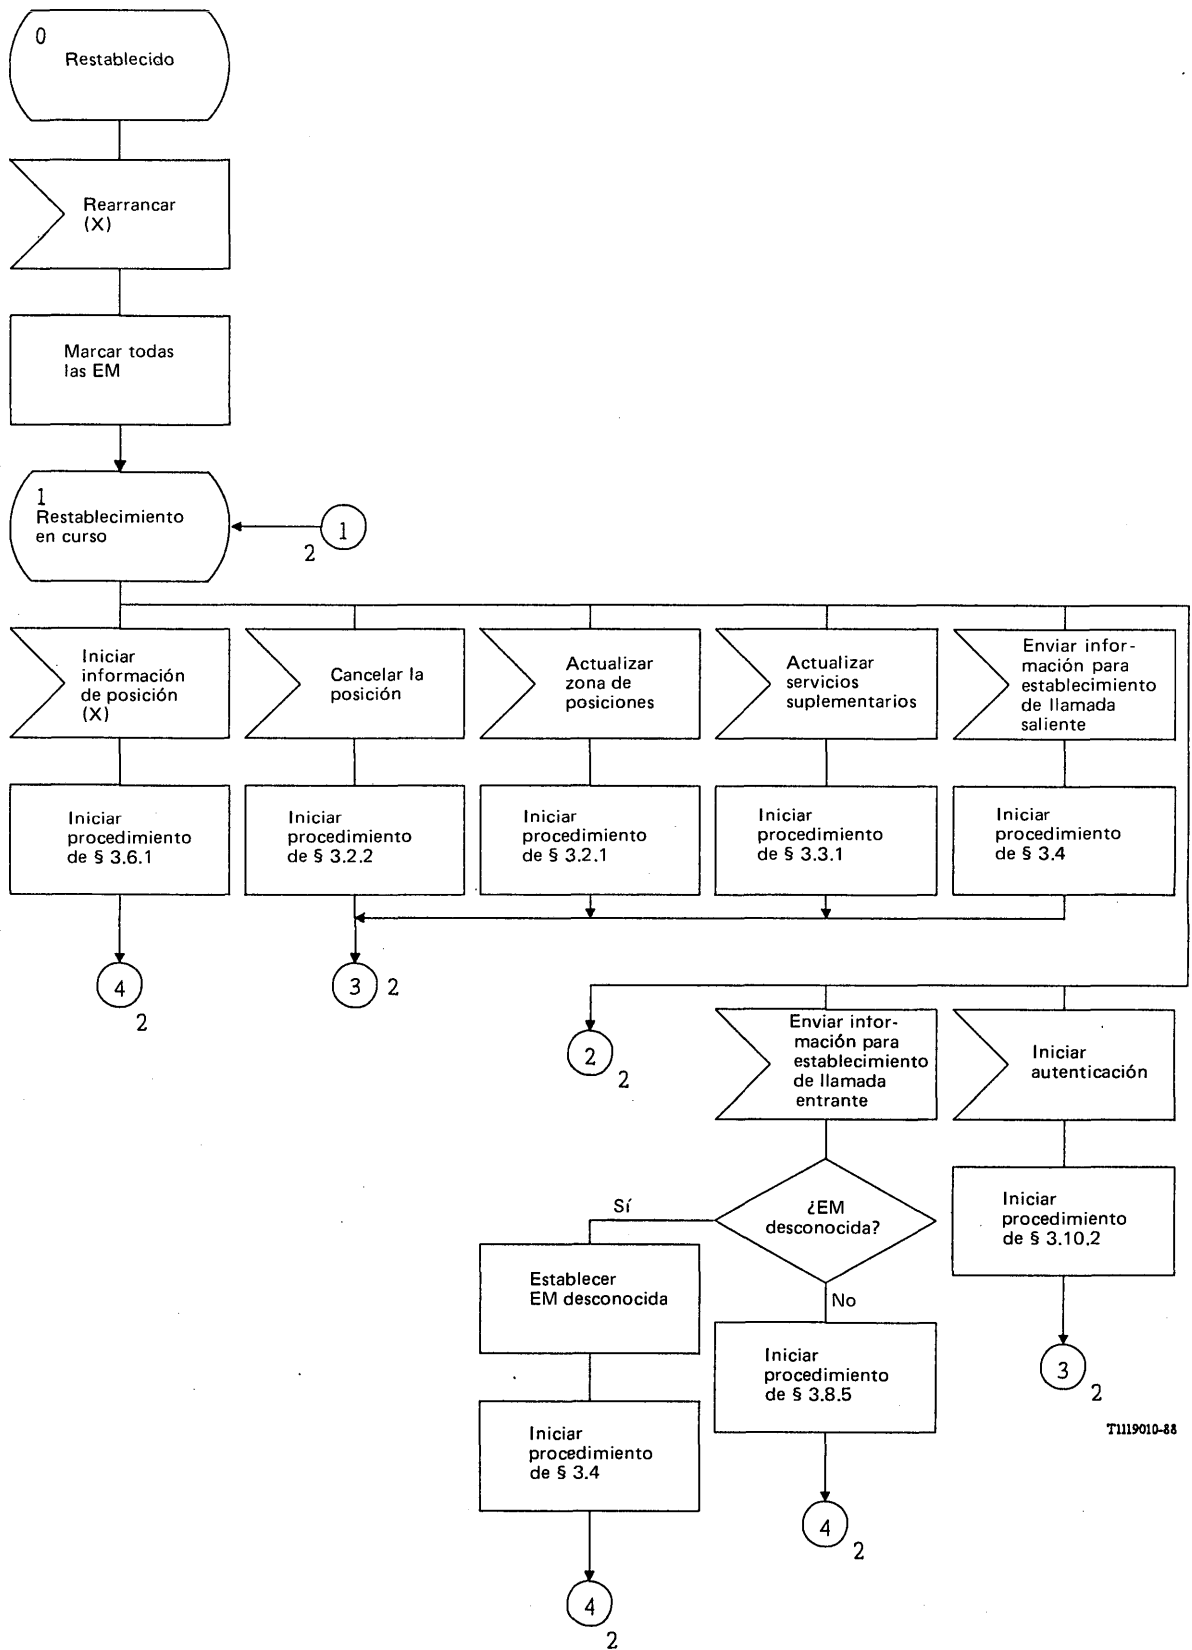 0
Restablecido
Rearrancar
(X)
Marcar todas
las EM
1
Restablecimiento
en curso
1
2
Iniciar
información
de posición
(X)
Cancelar la
posición
Actualizar
zona de
posiciones
Actualizar
servicios
suplementarios
Enviar infor-
mación para
establecimiento
de llamada
saliente
Iniciar
procedimiento
de § 3.6.1
Iniciar
procedimiento
de § 3.2.2
Iniciar
procedimiento
de § 3.2.1
Iniciar
procedimiento
de § 3.3.1
Iniciar
procedimiento
de § 3.4
4
2
3
2
2
2
Enviar infor-
mación para
establecimiento
de llamada
entrante
Iniciar
autenticación
¿EM
desconocida?
Sí
No
Iniciar
procedimiento
de § 3.10.2
Establecer
EM desconocida
Iniciar
procedimiento
de § 3.8.5
3
2
Iniciar
procedimiento
de § 3.4
T1119010-88
4
2
4
2